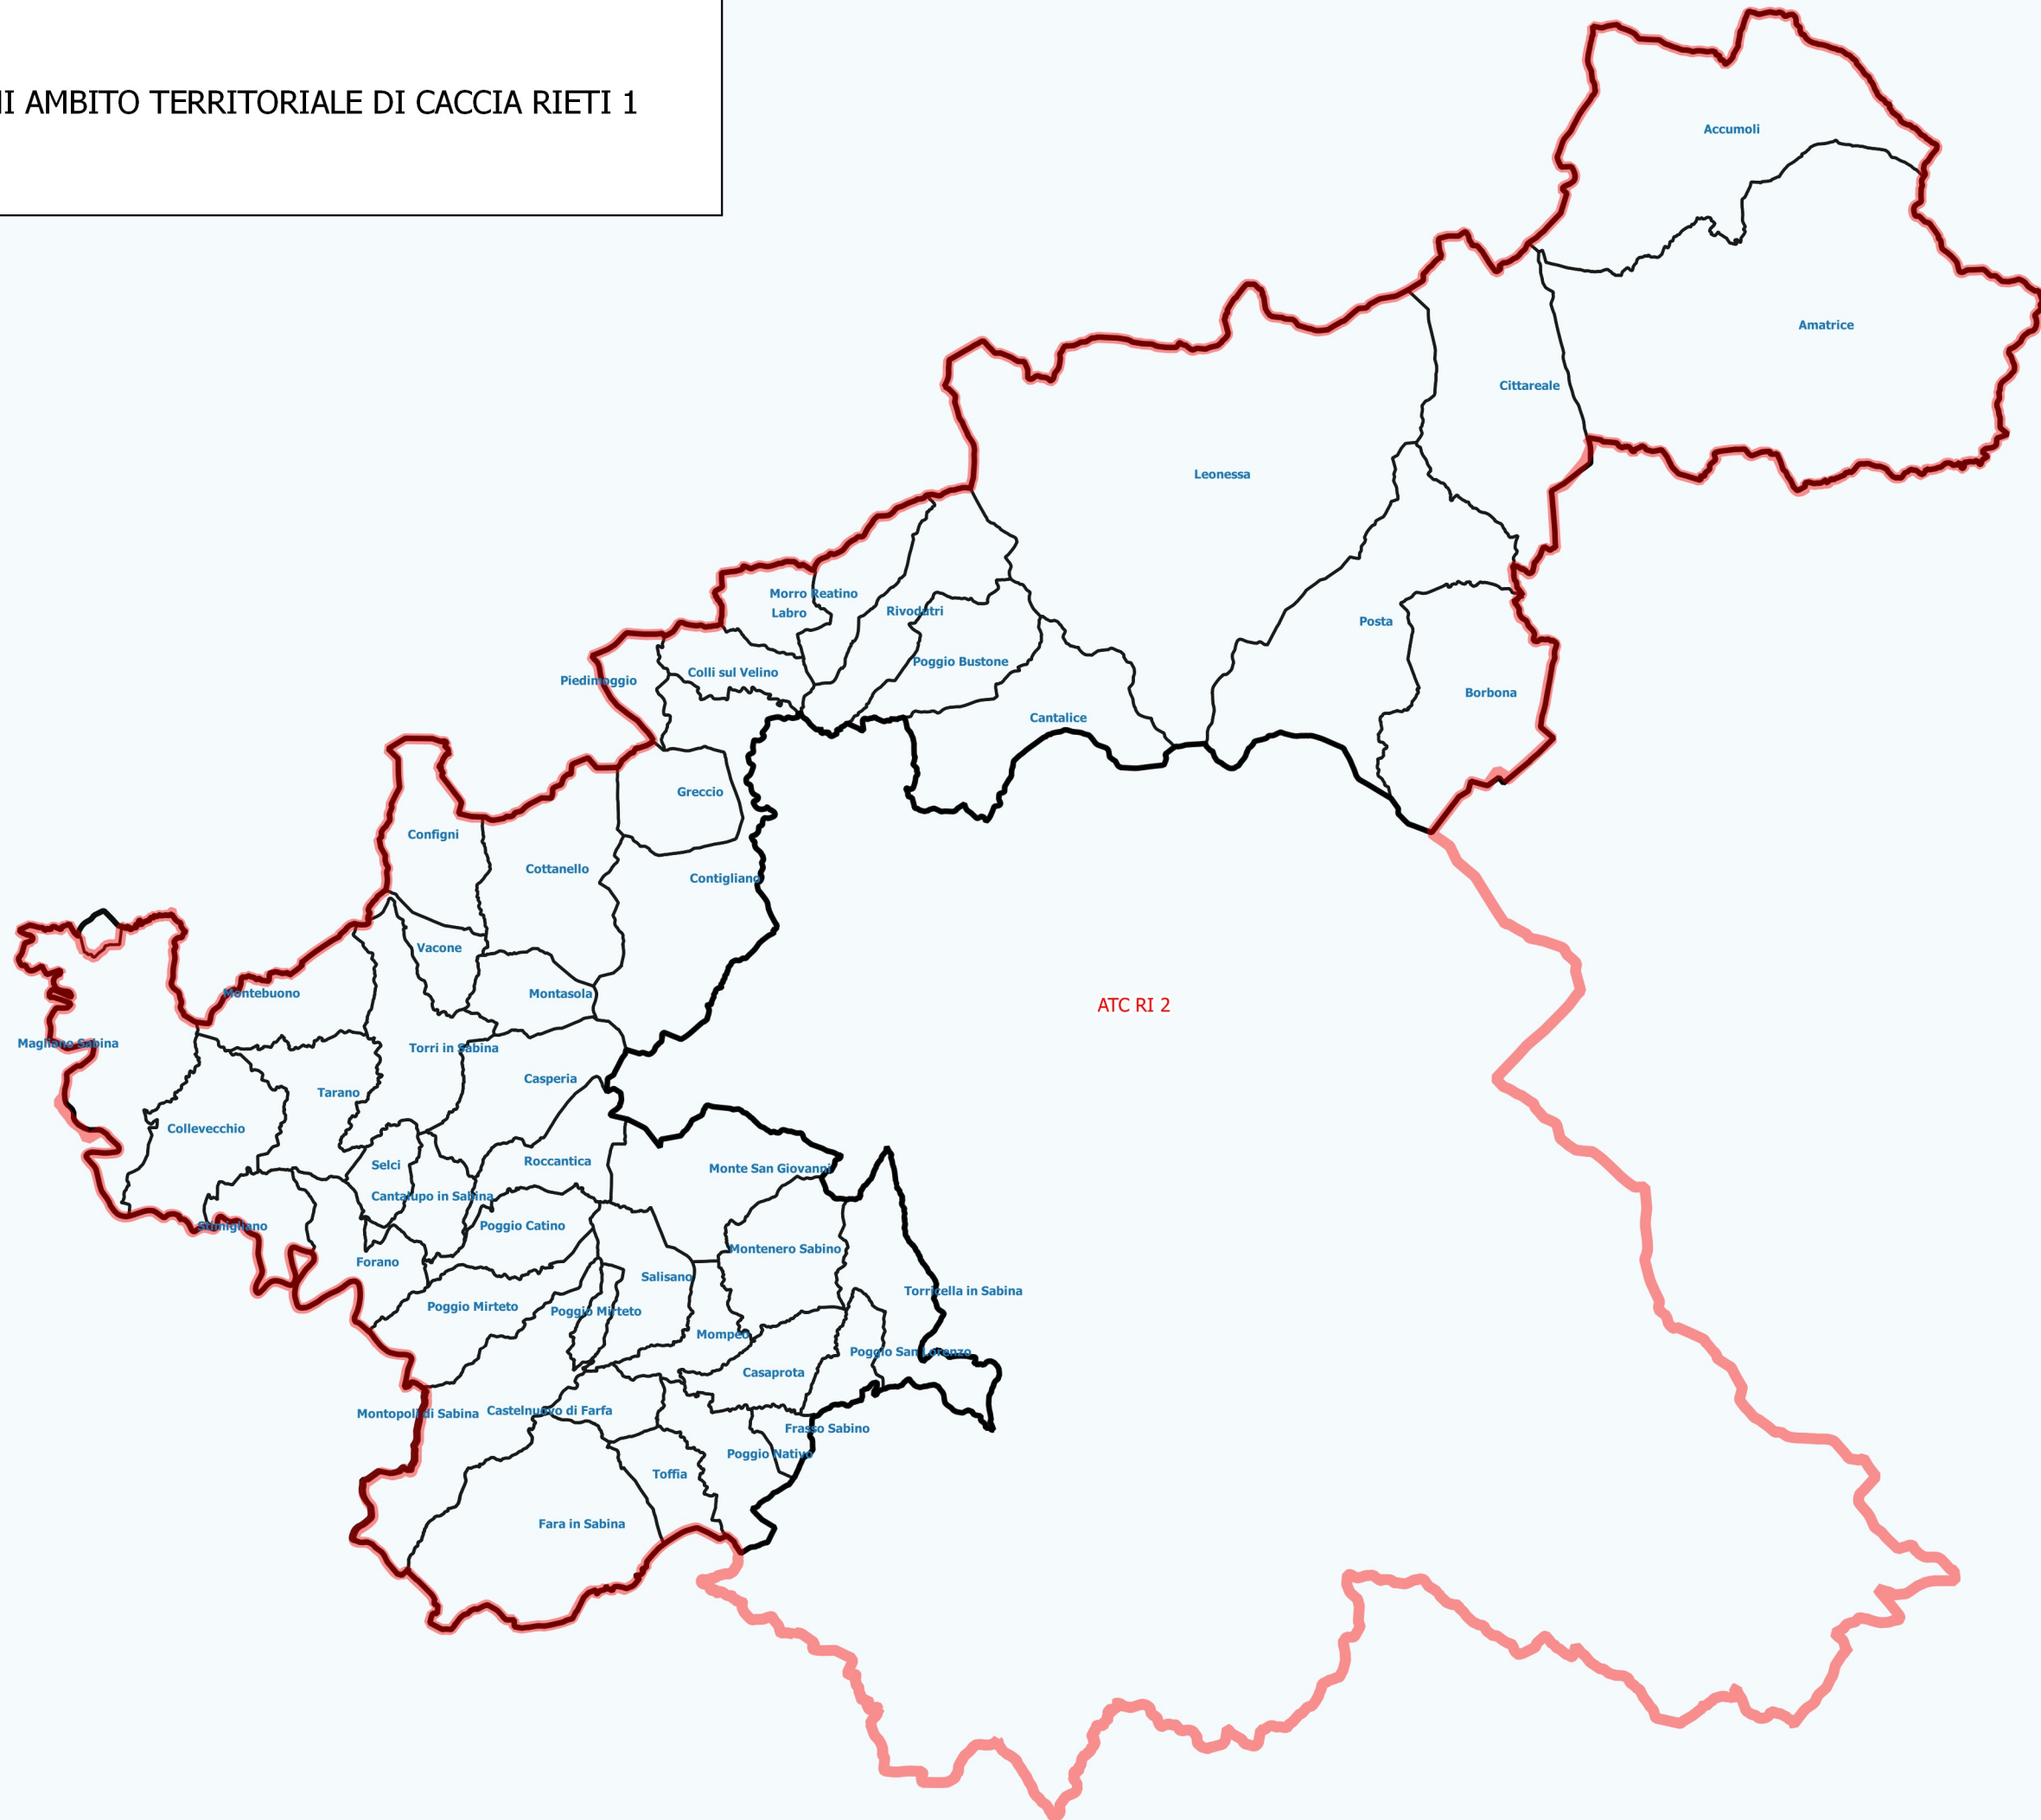 I AMBITO TERRITORIALE DI CACCIA RIETI 1
Accumoli
Amatrice
Cittareale
Leonessa
Morro Reatino
Labro
Rivodutri
Posta
Poggio Bustone
Colli sul Velino
Piedimoggio
Borbona
Cantalice
Greccio
Configni
Cottanello
Contigliano
Vacone
Montebuono
Montasola
ATC RI 2
Magliano Sabina
Torri in Sabina
Casperia
Tarano
Collevecchio
Roccantica
Selci
Monte San Giovanni
Cantalupo in Sabina
Stimigliano
Poggio Catino
Montenero Sabino
Forano
Salisano
Torricella in Sabina
Poggio Mirteto
Poggio Mirteto
Mompeo
Poggio San Lorenzo
Casaprota
Montopoli di Sabina
Castelnuovo di Farfa
Frasso Sabino
Poggio Nativo
Toffia
Fara in Sabina